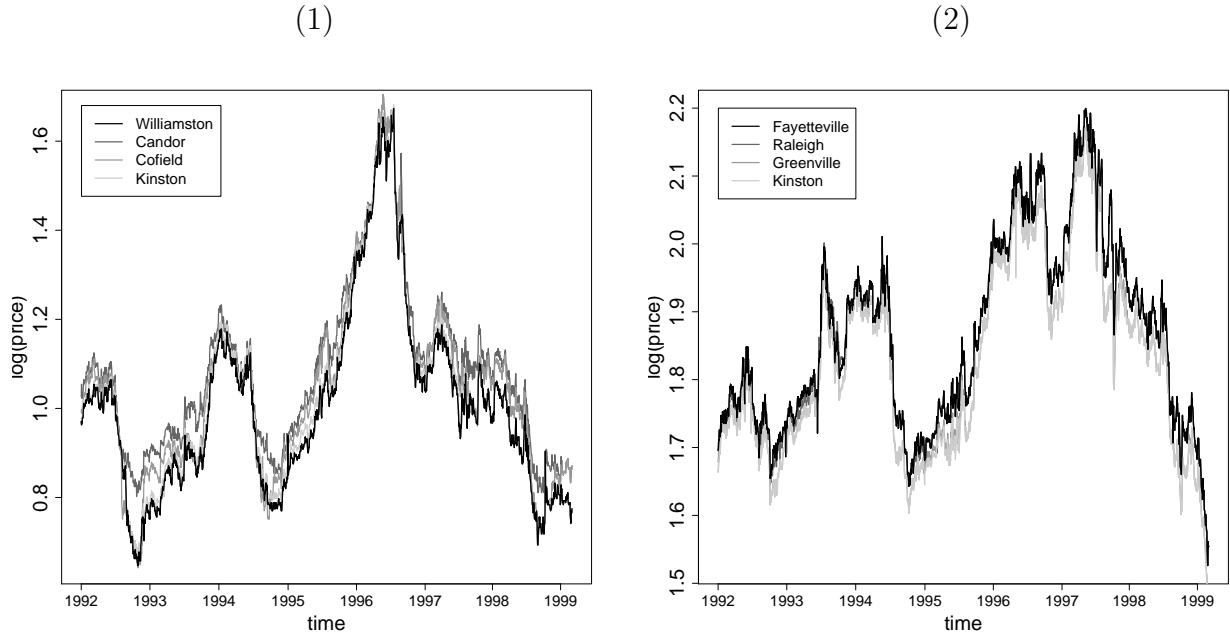 (1)
Williamston
Candor
Cofield
Kinston
log(price)
1.6
1.4
1.2
1.0
0.8
1992 1993 1994 1995 1996 1997 1998 1999
time
(2)
Fayetteville
Raleigh
Greenville
Kinston
log(price)
2.2
2.1
2.0
1.9
1.8
1.7
1.6
1.5
1992 1993 1994 1995 1996 1997 1998 1999
time